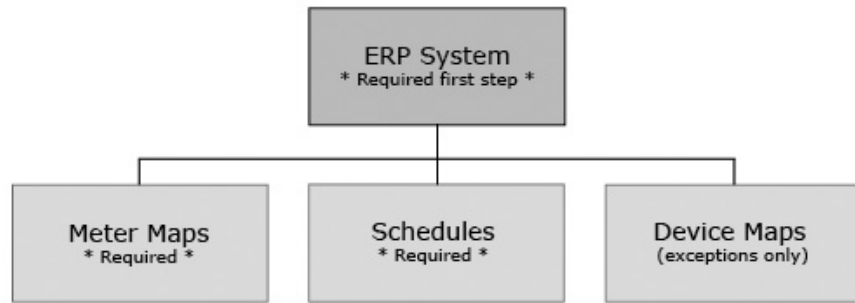 ERP System
* Required first step *
Meter Maps
* Required *
Schedules
* Required *
Device Maps
(exceptions only)